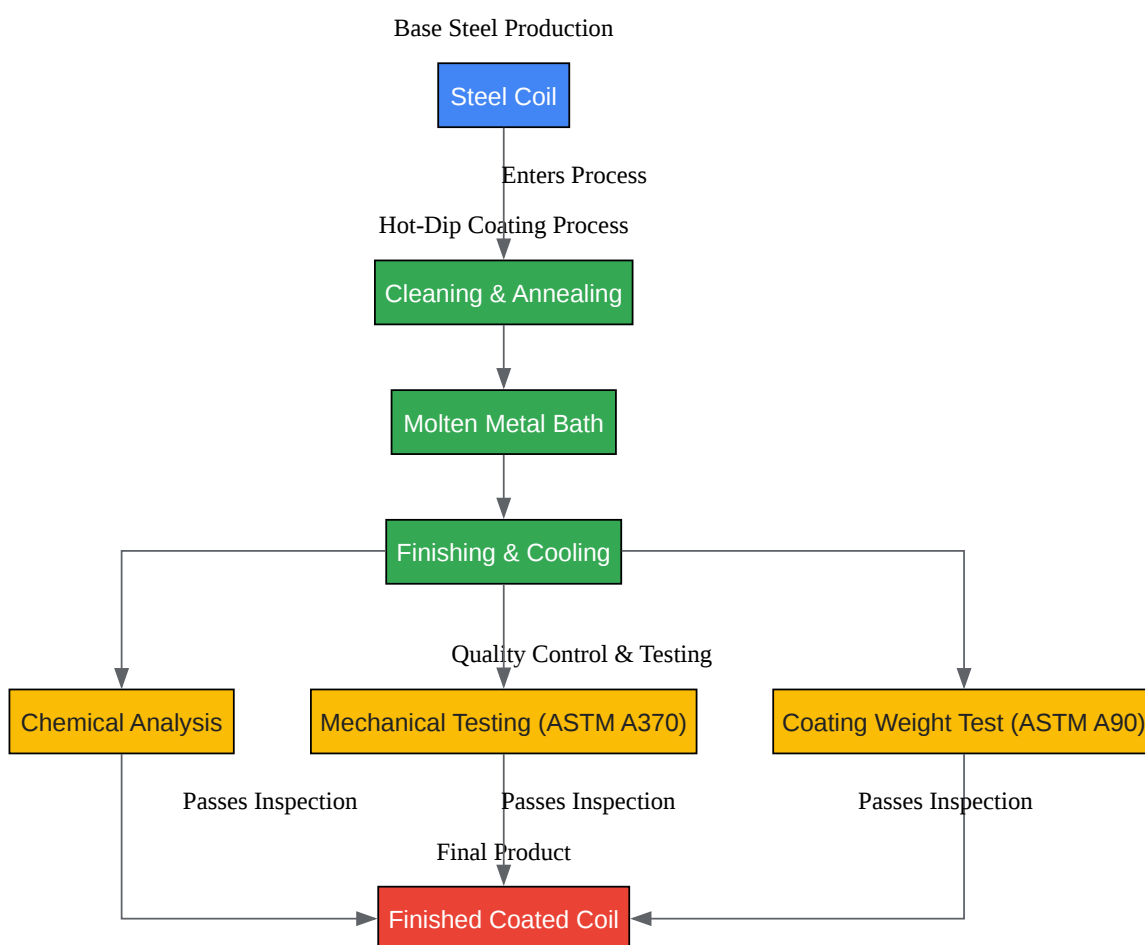 Base Steel Production
Steel Coil
Enters Process
Hot-Dip Coating Process
Cleaning & Annealing
Molten Metal Bath
Finishing & Cooling
Quality Control & Testing
Chemical Analysis
Mechanical Testing (ASTM A370)
Coating Weight Test (ASTM A90)
Passes Inspection
Passes Inspection
Passes Inspection
Final Product
Finished Coated Coil